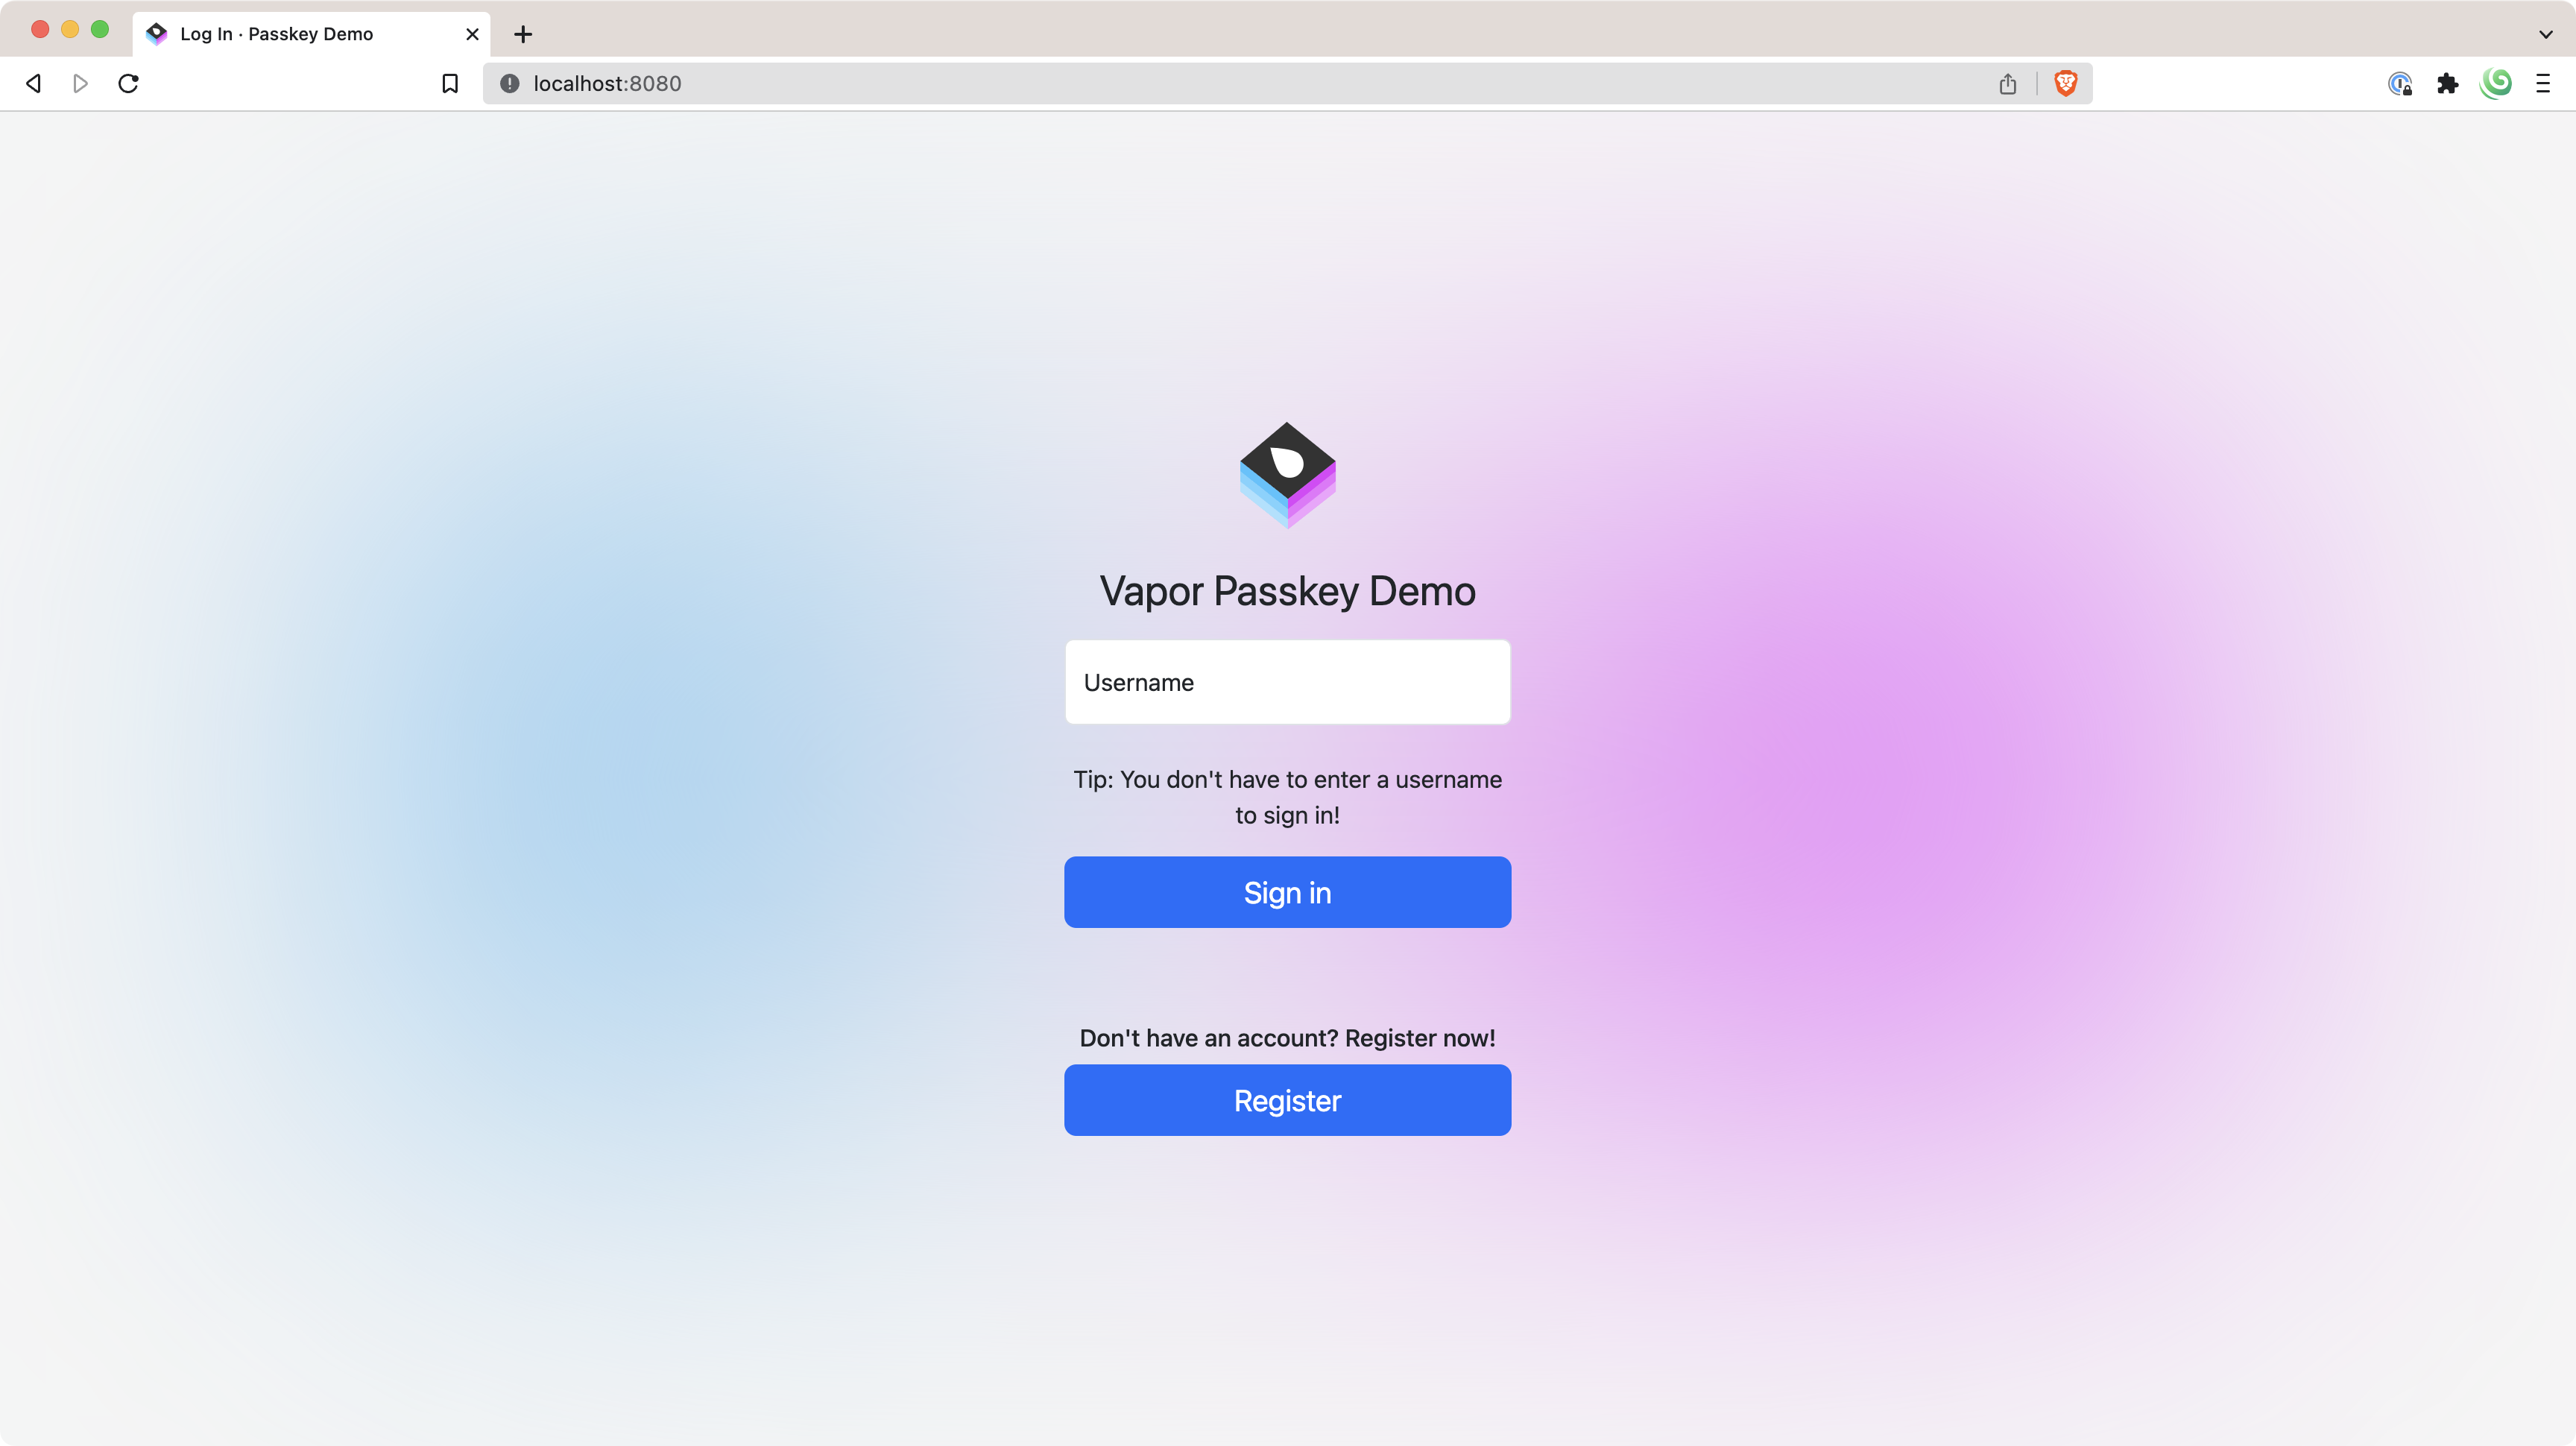 Log In · Passkey Demo
localhost:8080
Vapor Passkey Demo
Username
Tip: You don't have to enter a username
to sign in!
Sign in
Don't have an account? Register now!
Register